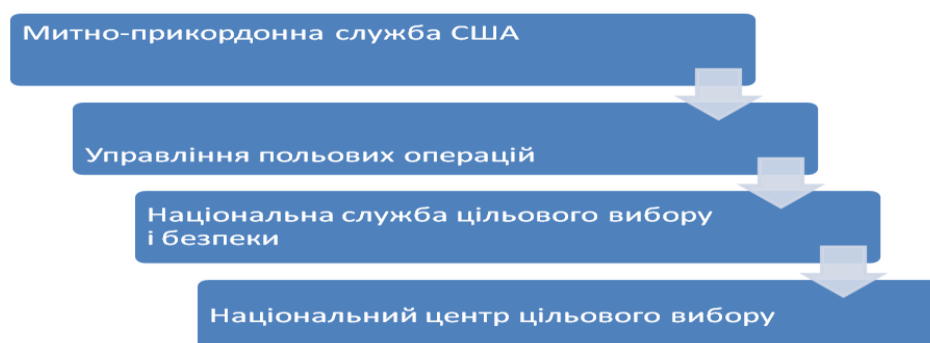 Митно-прикордонна служба США
Управління польових операцій
Національна служба цільового вибору
і безпеки
Національний центр цільового вибору